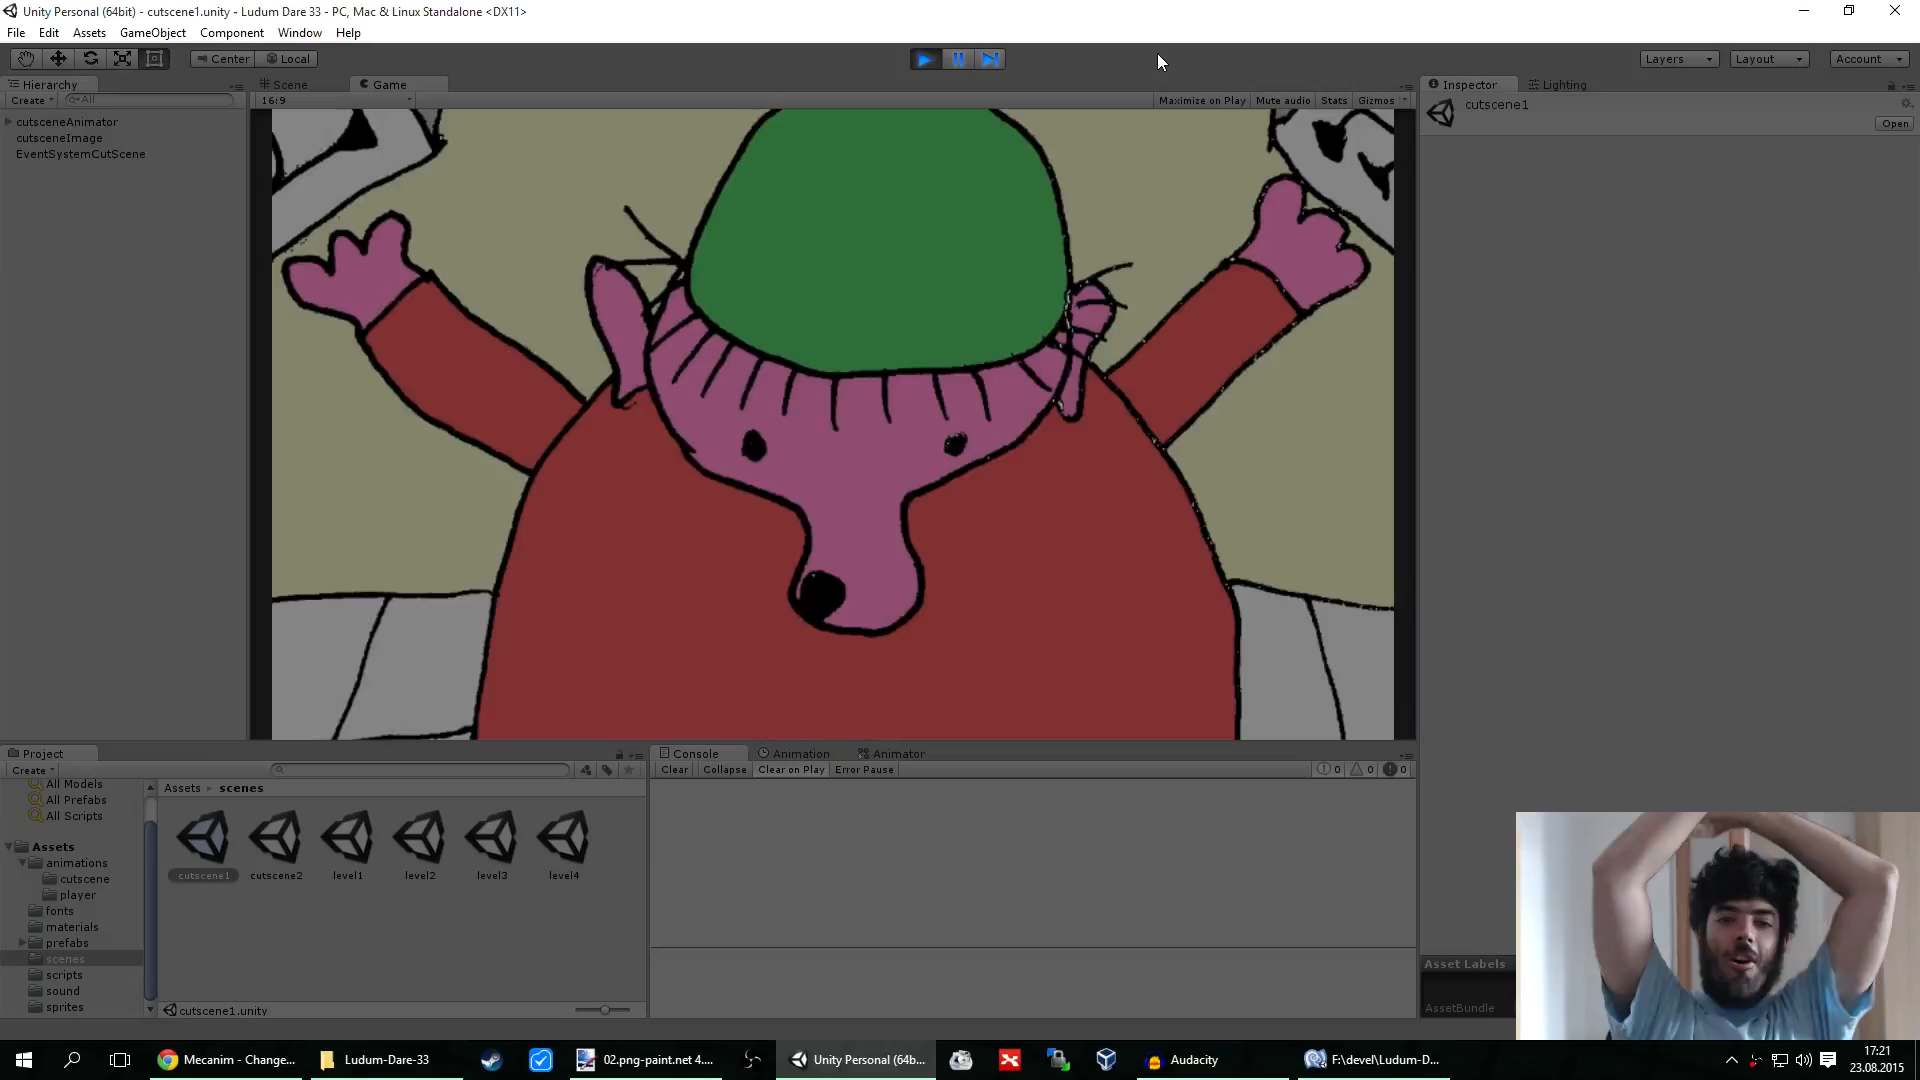 Unity Personal (64bit) - cutscene1.unity - Ludum Dare 33 - PC, Mac & Linux Standalone <DX11>
File Edit Assets GameObject Component Window Help
Center Local Layers Layout Account
Hierarchy Scene Game Inspector Lighting
Create All 16:9 Maximize on Play Mute audio Stats Gizmos cutscene1
Open
cutsceneAnimator
cutsceneImage
EventSystemCutScene
Project Console Animation Animator
Create Clear Collapse Clear on Play Error Pause 0 0 0
All Models
All Prefabs
All Scripts
Assets
animations
cutscene
player
fonts
materials
prefabs
scenes
scripts
sound
sprites
Assets scenes
cutscene1 cutscene2 level1 level2 level3 level4
cutscene1.unity
Asset Labels
AssetBundle
Mecanim - Change... Ludum-Dare-33 02.png-paint.net 4.... Unity Personal (64b... Audacity F:\devel\Ludum-D...
17:21
23.08.2015